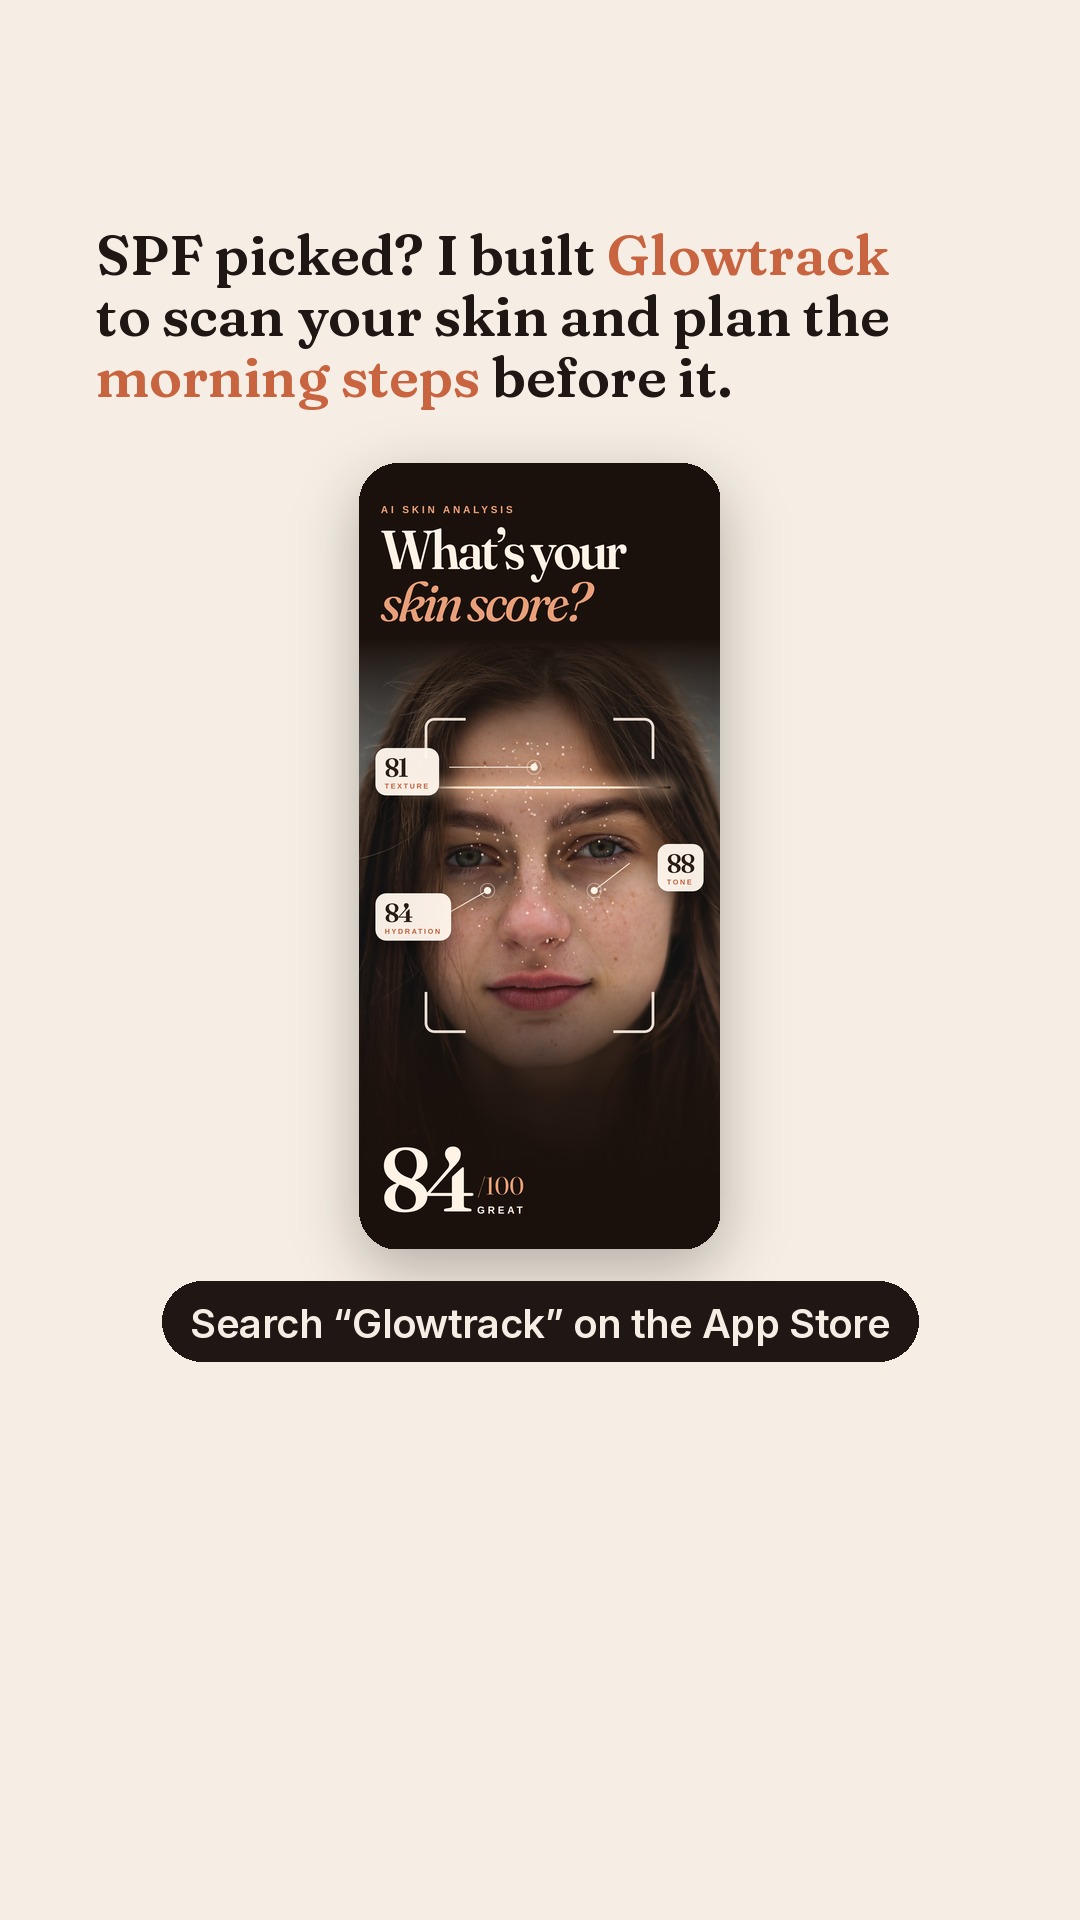 SPF picked? I built Glowtrack
to scan your skin and plan the
morning steps before it.
AI SKIN ANALYSIS
What’s your
skin score?
81
TEXTURE
88
TONE
84
HYDRATION
84 /100
GREAT
Search “Glowtrack” on the App Store